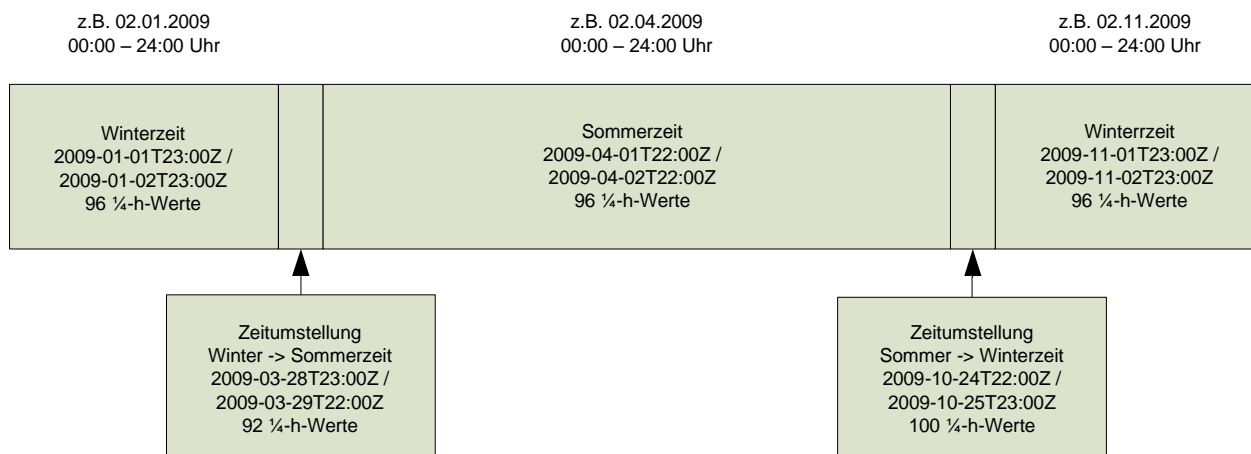 z.B. 02.01.2009
00:00 – 24:00 Uhr
z.B. 02.04.2009
00:00 – 24:00 Uhr
z.B. 02.11.2009
00:00 – 24:00 Uhr
Winterzeit
2009-01-01T23:00Z /
2009-01-02T23:00Z
96 ¼-h-Werte
Sommerzeit
2009-04-01T22:00Z /
2009-04-02T22:00Z
96 ¼-h-Werte
Winterrzeit
2009-11-01T23:00Z /
2009-11-02T23:00Z
96 ¼-h-Werte
Zeitumstellung
Winter -> Sommerzeit
2009-03-28T23:00Z /
2009-03-29T22:00Z
92 ¼-h-Werte
Zeitumstellung
Sommer -> Winterzeit
2009-10-24T22:00Z /
2009-10-25T23:00Z
100 ¼-h-Werte